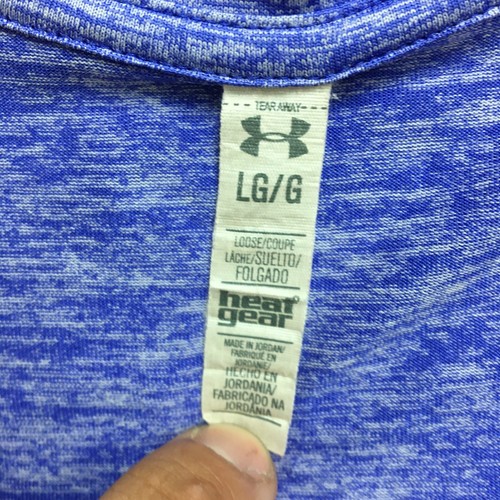 TEAR AWAY
LG/G
LOOSE/COUPE
LÂCHE/SUELTO/
FOLGADO
heat
gear
MADE IN JORDAN/
FABRIQUÉ EN
JORDANIE/
HECHO EN
JORDANIA/
FABRICADO NA
JORDÂNIA